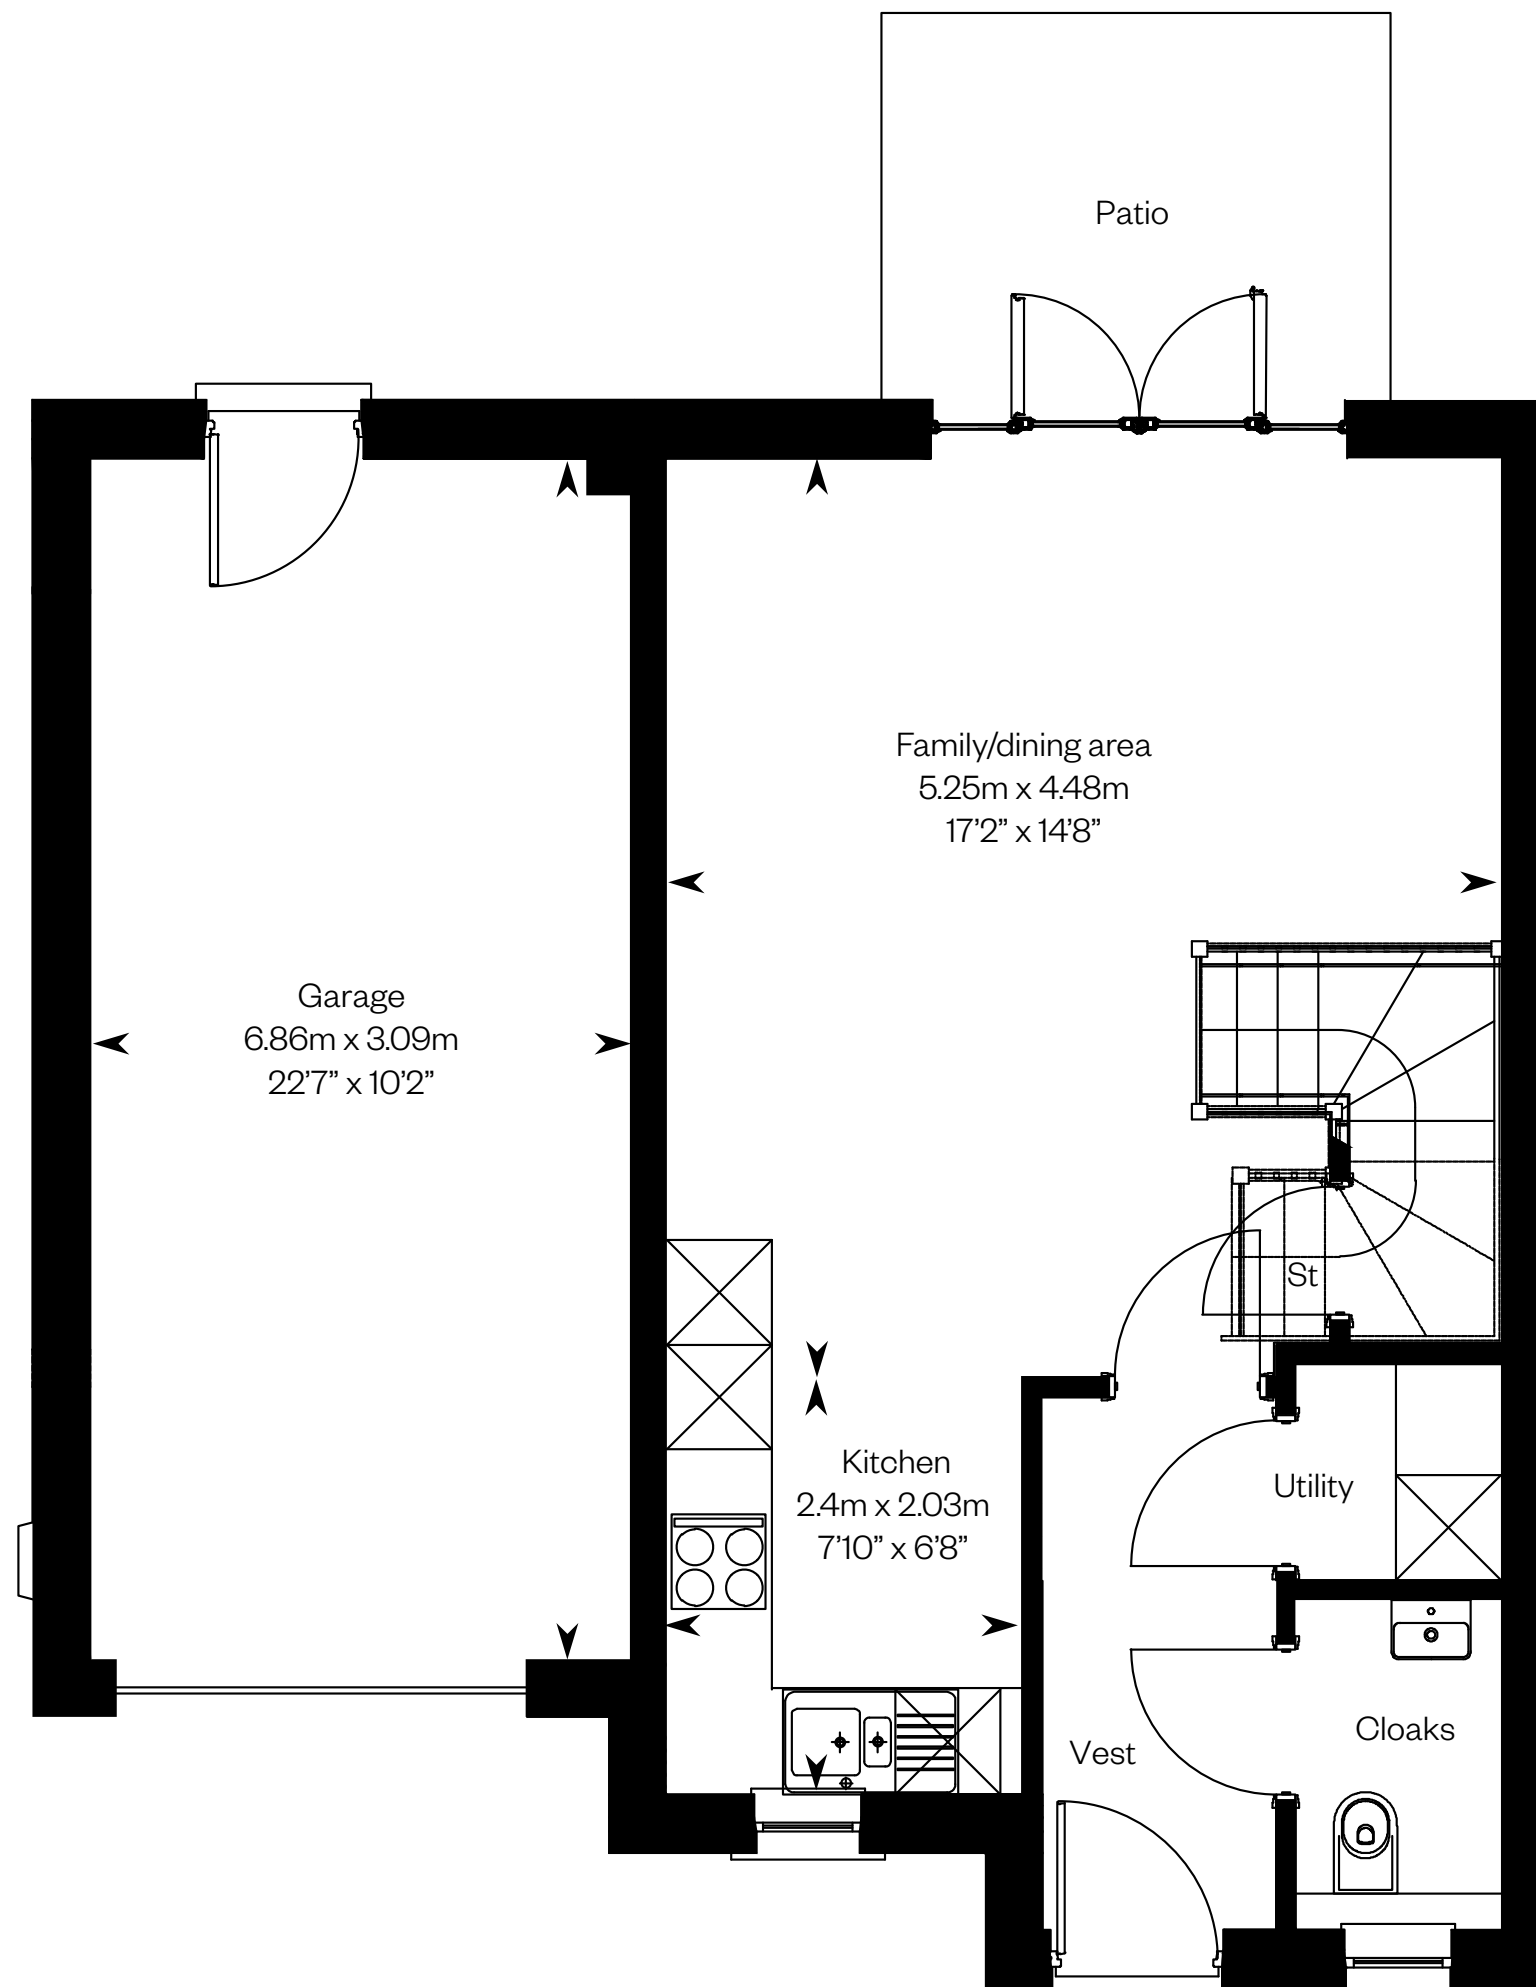 Patio
Family/dining area
5.25m x 4.48m
17’2” x 14’8”
Garage
6.86m x 3.09m
22’7” x 10’2”
St
Kitchen
2.4m x 2.03m
7’10” x 6’8”
Utility
Vest
Cloaks